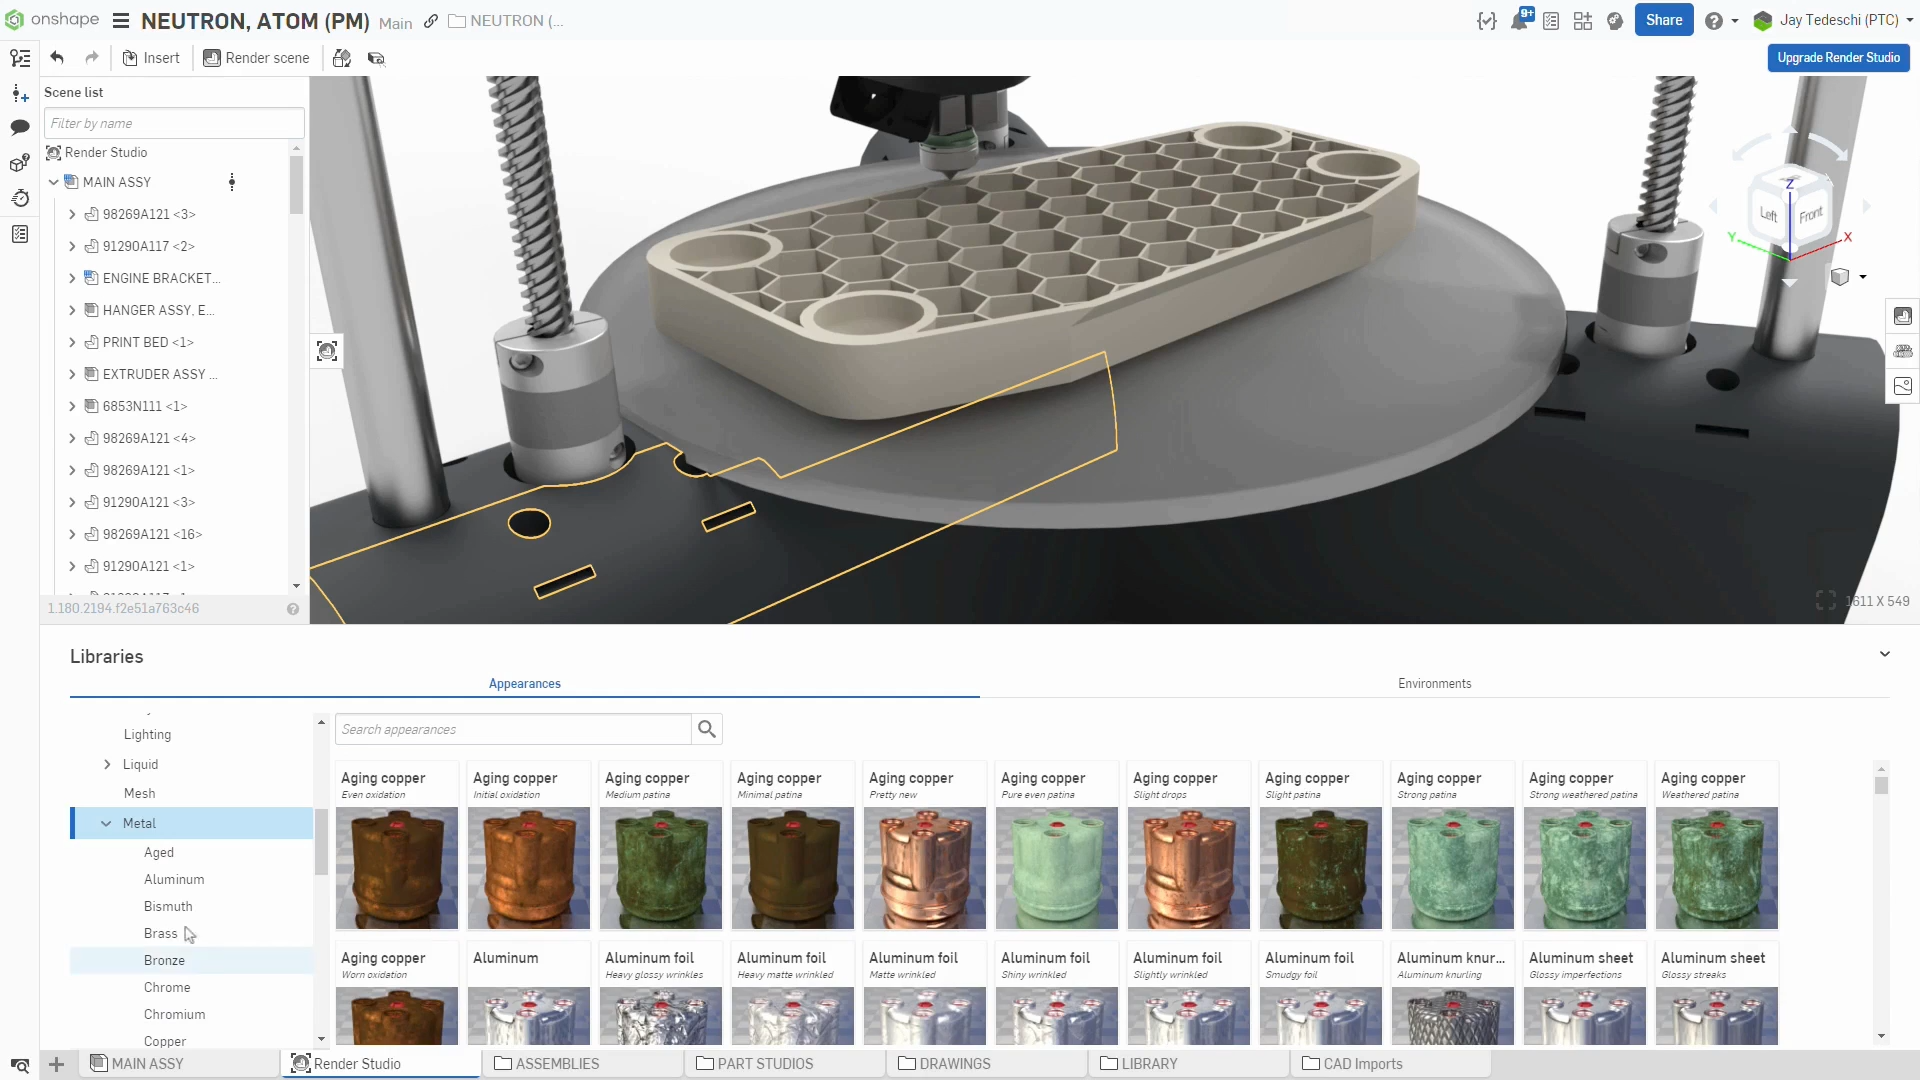 onshape
NEUTRON, ATOM (PM) Main NEUTRON (...
9+
Share
Jay Tedeschi (PTC)
Insert
Render scene
Upgrade Render Studio
Scene list
Filter by name
Render Studio
MAIN ASSY
98269A121 <3>
91290A117 <2>
ENGINE BRACKET...
HANGER ASSY, E...
PRINT BED <1>
EXTRUDER ASSY ...
6853N111 <1>
98269A121 <4>
98269A121 <1>
91290A121 <3>
98269A121 <16>
91290A121 <1>
1.180.2194.f2e51a763c46
Z
Left
Front
Y
X
1611 X 549
Libraries
Appearances
Environments
Lighting
Liquid
Mesh
Metal
Aged
Aluminum
Bismuth
Brass
Bronze
Chrome
Chromium
Copper
Search appearances
Aging copper
Even oxidation
Aging copper
Initial oxidation
Aging copper
Medium patina
Aging copper
Minimal patina
Aging copper
Pretty new
Aging copper
Pure even patina
Aging copper
Slight drops
Aging copper
Slight patina
Aging copper
Strong patina
Aging copper
Strong weathered patina
Aging copper
Weathered patina
Aging copper
Worn oxidation
Aluminum
Aluminum foil
Heavy glossy wrinkles
Aluminum foil
Heavy matte wrinkled
Aluminum foil
Matte wrinkled
Aluminum foil
Shiny wrinkled
Aluminum foil
Slightly wrinkled
Aluminum foil
Smudgy foil
Aluminum knur...
Aluminum knurling
Aluminum sheet
Glossy imperfections
Aluminum sheet
Glossy streaks
MAIN ASSY
Render Studio
ASSEMBLIES
PART STUDIOS
DRAWINGS
LIBRARY
CAD Imports